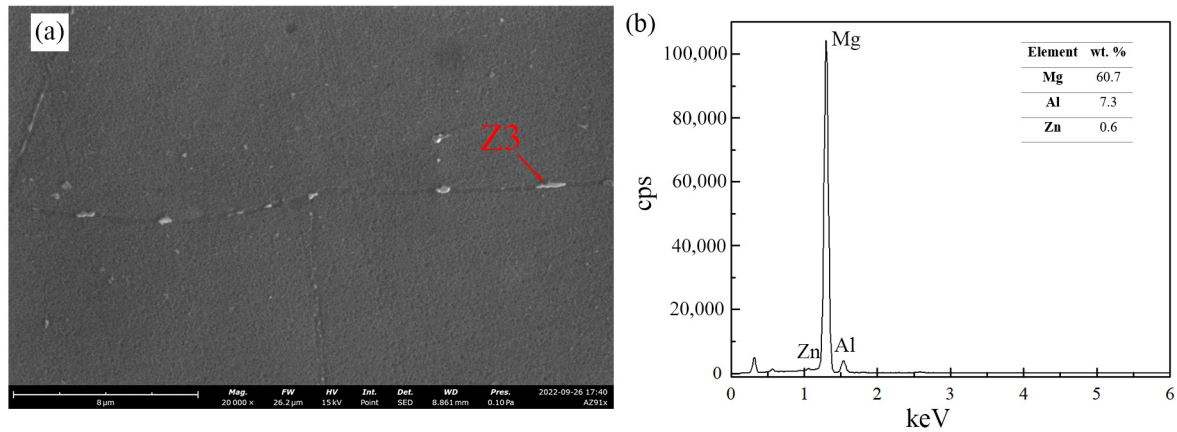 (a)
Z3
Mag. FW HV Int. Det. WD Pres. 2022-09-26 17:40
8 μm 20 000 × 26.2 μm 15 kV Point SED 8.861 mm 0.10 Pa AZ91x
(b)
100,000
80,000
60,000
40,000
20,000
0
cps
Mg
Zn
Al
Element wt. %
Mg 60.7
Al 7.3
Zn 0.6
0 1 2 3 4 5 6
keV